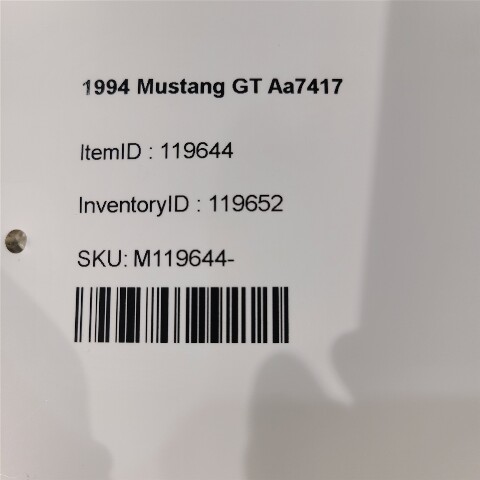 1994 Mustang GT Aa7417
ItemID : 119644
InventoryID : 119652
SKU: M119644-